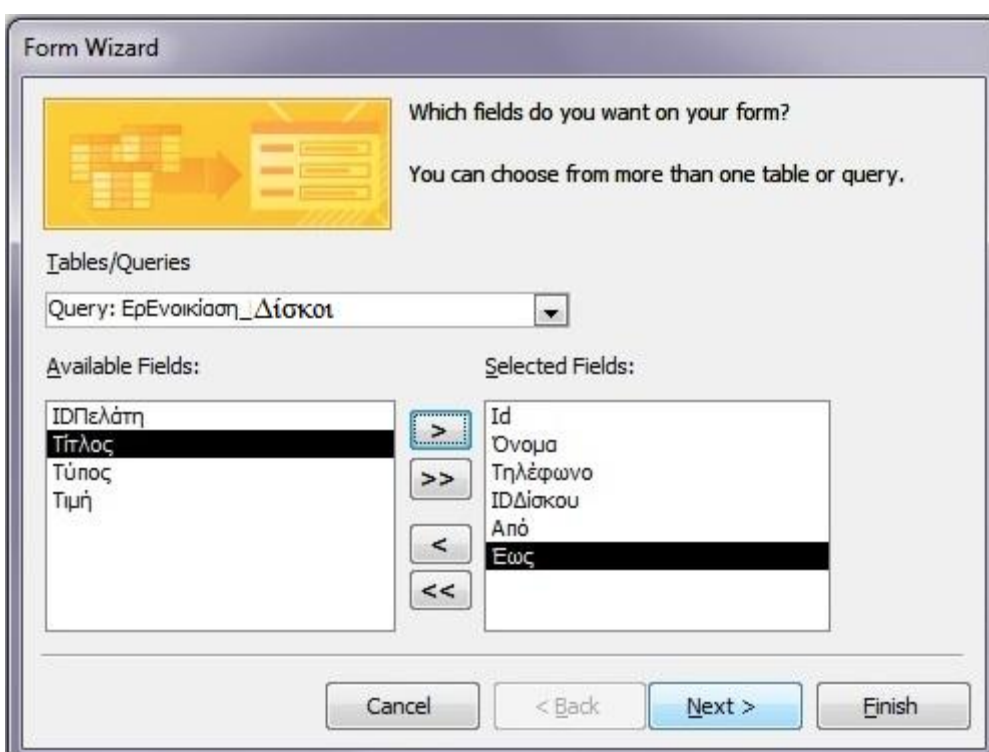 Form Wizard
Which fields do you want on your form?
You can choose from more than one table or query.
Tables/Queries
Query: ΕρΕνοικίαση_Δίσκοι
Available Fields:
Selected Fields:
IDΠελάτη
Τίτλος
Τύπος
Τιμή
>
>>
<
<<
Id
Όνομα
Τηλέφωνο
IDΔίσκου
Από
Έως
Cancel
< Back
Next >
Finish